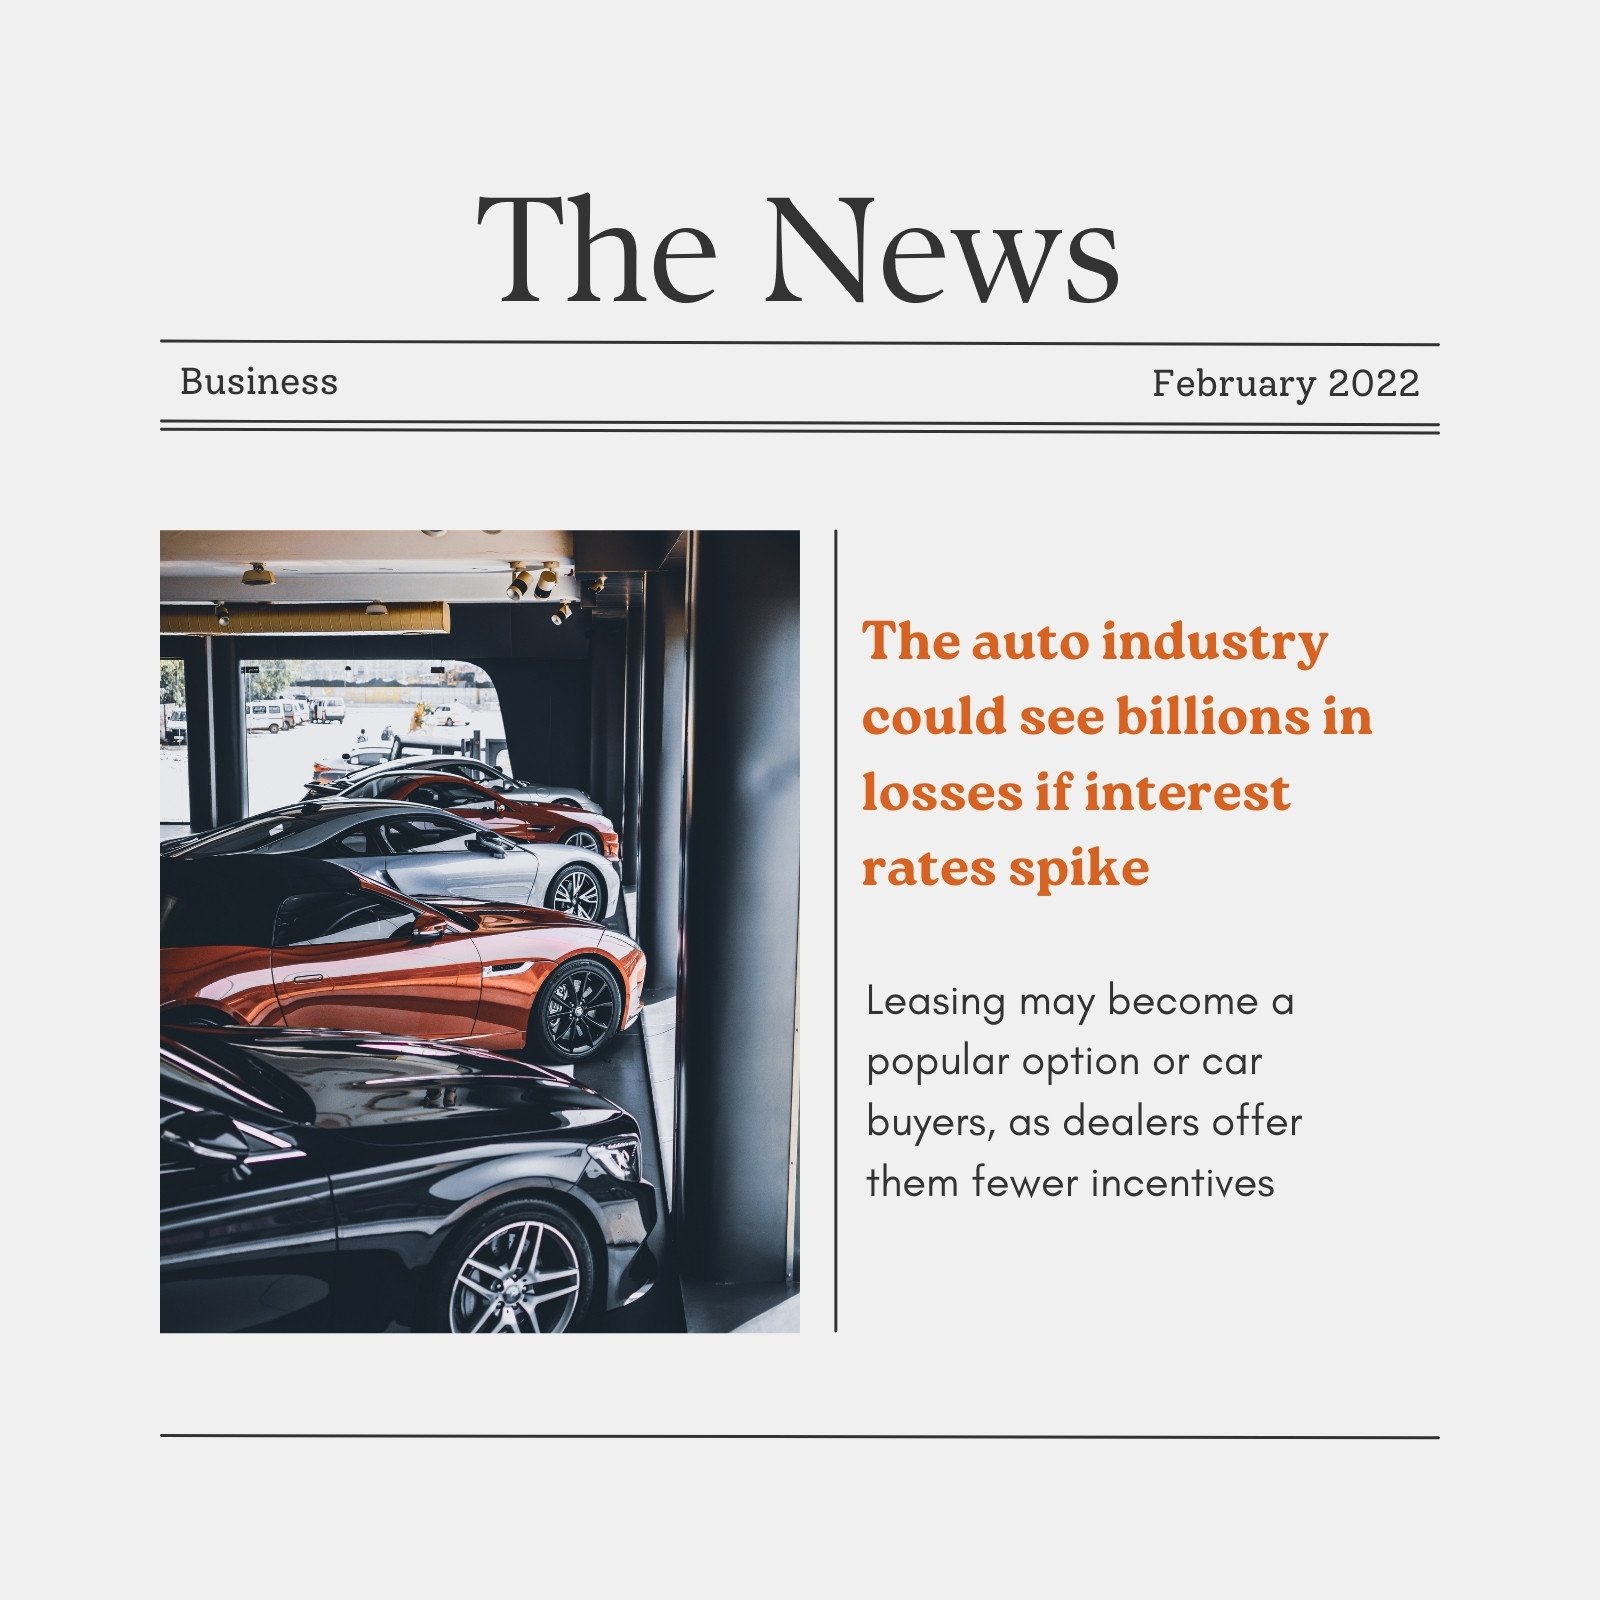 The News
Business
February 2022
The auto industry
could see billions in
losses if interest
rates spike
Leasing may become a
popular option or car
buyers, as dealers offer
them fewer incentives